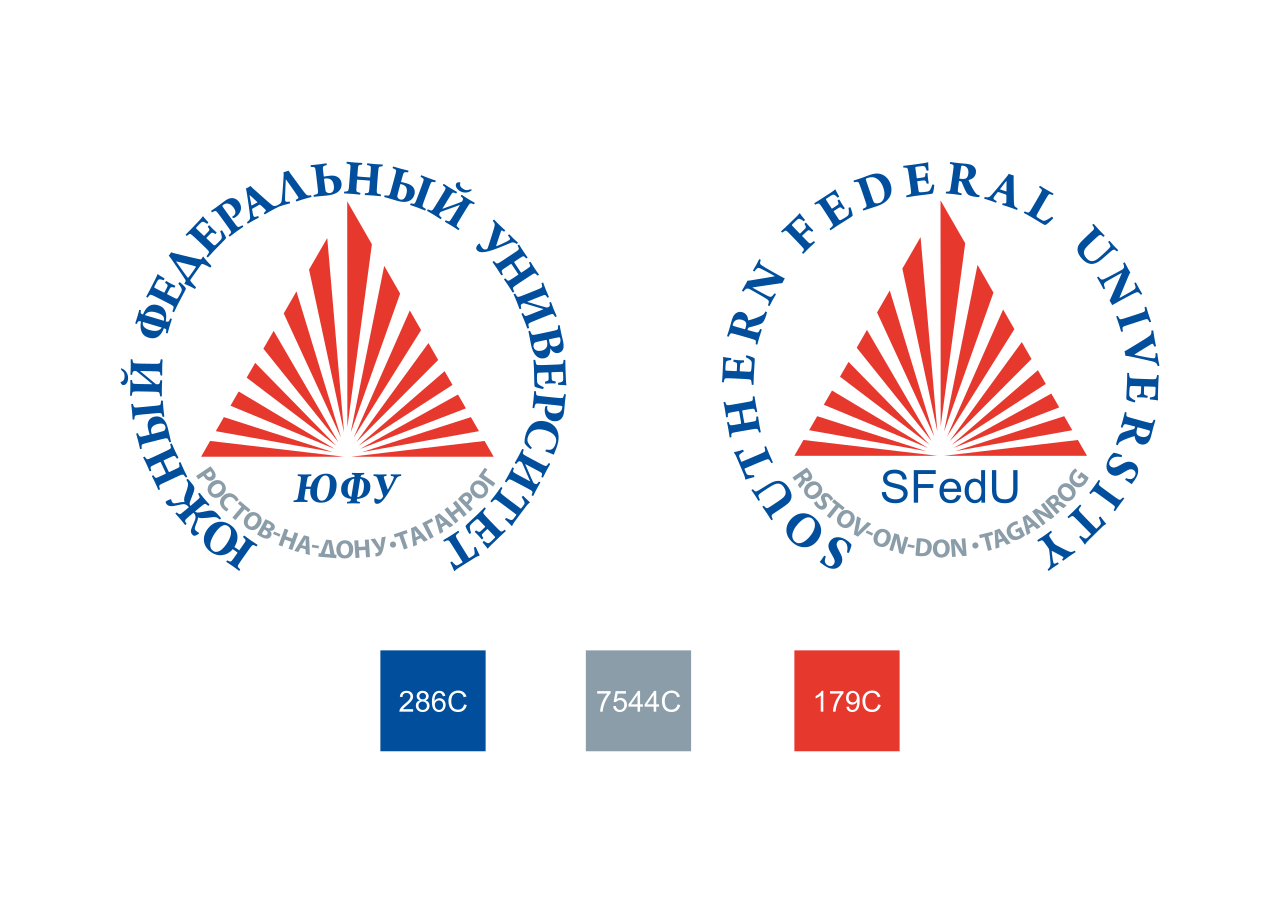 ЮЖНЫЙ ФЕДЕРАЛЬНЫЙ УНИВЕРСИТЕТ
ЮФУ
РОСТОВ-НА-ДОНУ•ТАГАНРОГ
SOUTHERN FEDERAL UNIVERSITY
SFedU
ROSTOV-ON-DON•TAGANROG
286C
7544C
179C